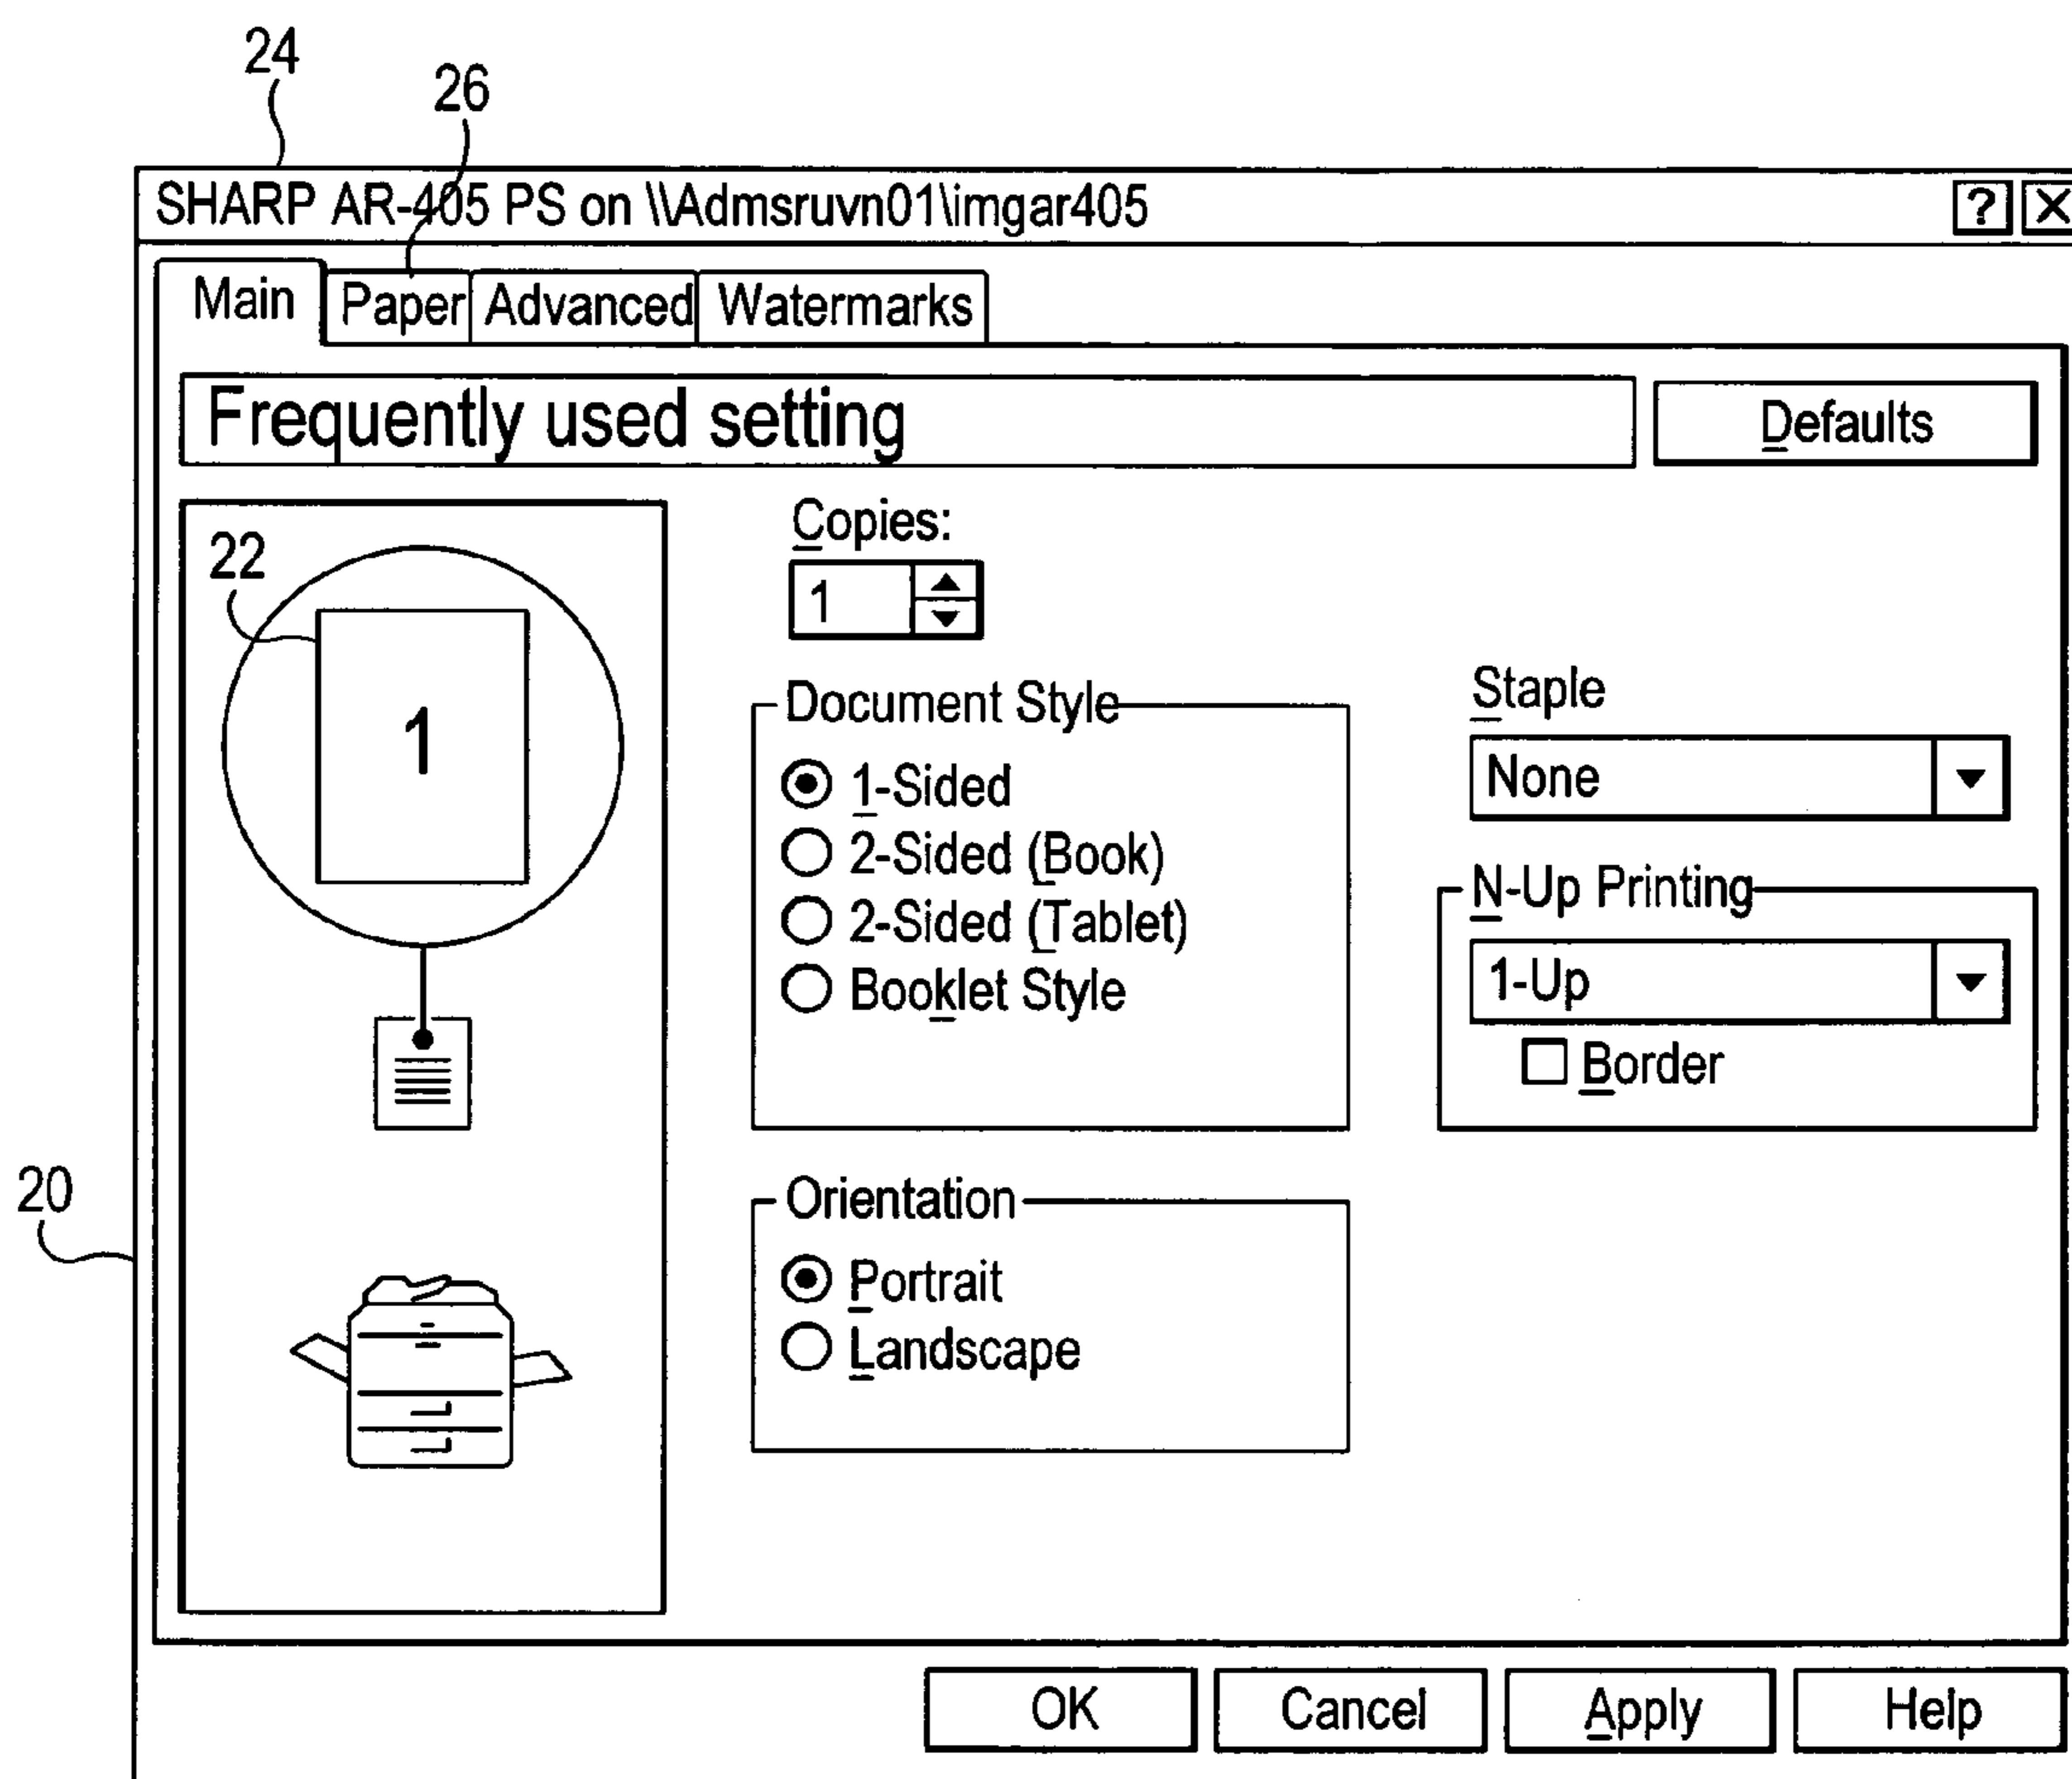 24
26
SHARP AR-405 PS on \\Admsruvn01\imgar405 ? X
Main Paper Advanced Watermarks
Frequently used setting Defaults
22
1
Copies:
1
Document Style
1-Sided
2-Sided (Book)
2-Sided (Tablet)
Booklet Style
Staple
None
N-Up Printing
1-Up
Border
20
Orientation
Portrait
Landscape
OK Cancel Apply Help